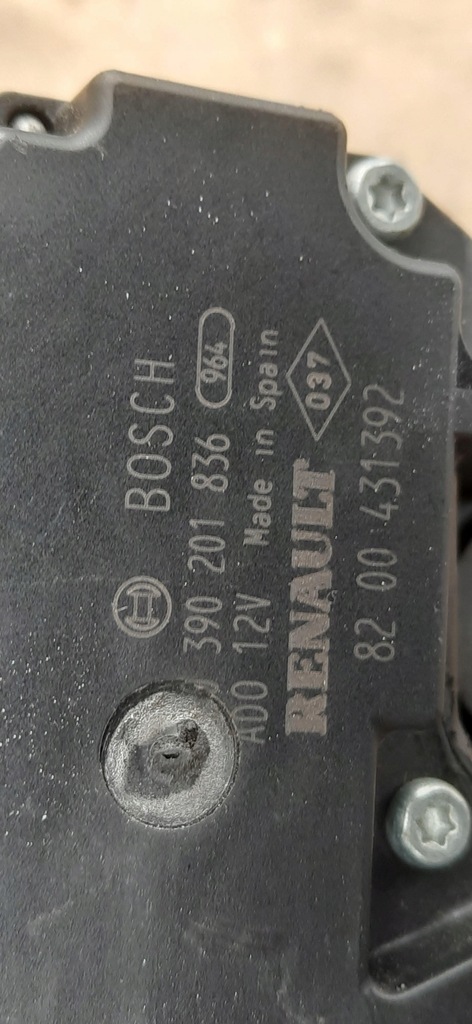 BOSCH
390 201 836 964
ADO 12V Made in Spain
RENAULT 037
82 00 431392